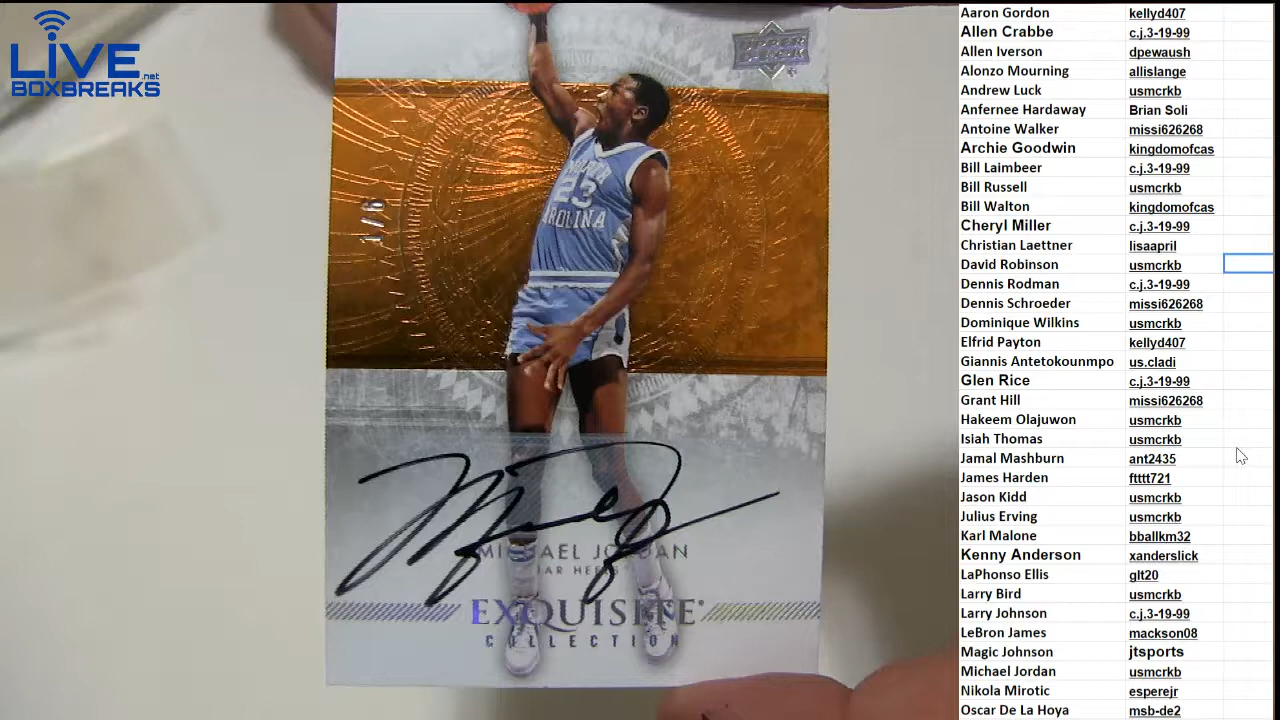 LIVE
.net
BOXBREAKS
1/6
23
ROLINA
MICHAEL JORDAN
TAR HEELS
EXQUISITE
COLLECTION
Aaron Gordon kellyd407
Allen Crabbe c.j.3-19-99
Allen Iverson dpewaush
Alonzo Mourning allislange
Andrew Luck usmcrkb
Anfernee Hardaway Brian Soli
Antoine Walker missi626268
Archie Goodwin kingdomofcas
Bill Laimbeer c.j.3-19-99
Bill Russell usmcrkb
Bill Walton kingdomofcas
Cheryl Miller c.j.3-19-99
Christian Laettner lisaapril
David Robinson usmcrkb
Dennis Rodman c.j.3-19-99
Dennis Schroeder missi626268
Dominique Wilkins usmcrkb
Elfrid Payton kellyd407
Giannis Antetokounmpo us.cladi
Glen Rice c.j.3-19-99
Grant Hill missi626268
Hakeem Olajuwon usmcrkb
Isiah Thomas usmcrkb
Jamal Mashburn ant2435
James Harden ftttt721
Jason Kidd usmcrkb
Julius Erving usmcrkb
Karl Malone bballkm32
Kenny Anderson xanderslick
LaPhonso Ellis glt20
Larry Bird usmcrkb
Larry Johnson c.j.3-19-99
LeBron James mackson08
Magic Johnson jtsports
Michael Jordan usmcrkb
Nikola Mirotic esperejr
Oscar De La Hoya msb-de2